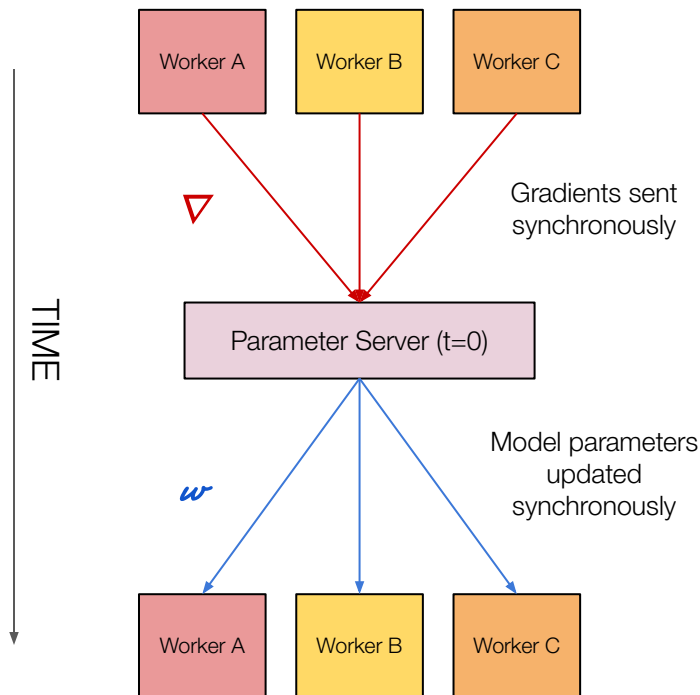 Worker A
Worker B
Worker C
∇
Gradients sent
synchronously
TIME
Parameter Server (t=0)
Model parameters
updated
synchronously
w
Worker A
Worker B
Worker C